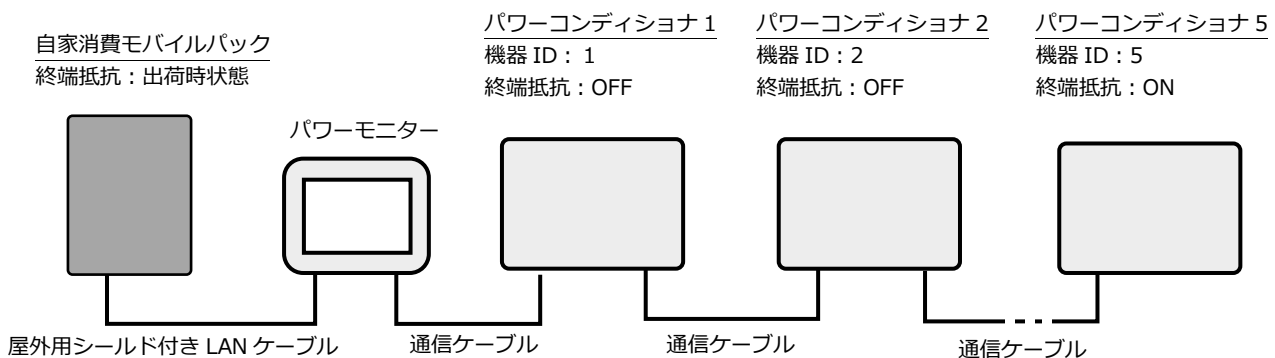 自家消費モバイルパック
終端抵抗：出荷時状態
パワーモニター
パワーコンディショナ 1
機器 ID： 1
終端抵抗：OFF
パワーコンディショナ 2
機器 ID：2
終端抵抗：OFF
パワーコンディショナ 5
機器 ID：5
終端抵抗：ON
屋外用シールド付き LAN ケーブル
通信ケーブル
通信ケーブル
通信ケーブル